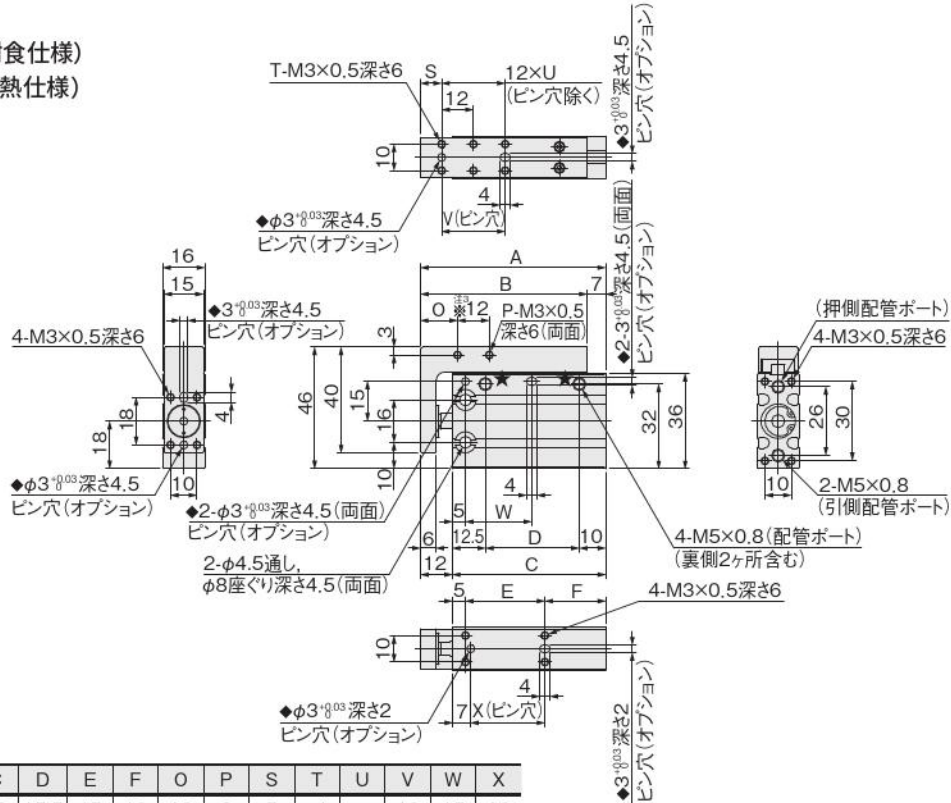 食仕様)
熱仕様)
T-M3×0.5深さ6
S
12×U
(ピン穴除く)
12
10
4
V(ピン穴)
◆φ3+0.03 0深さ4.5
ピン穴(オプション)
◆3+0.03 0深さ4.5
ピン穴(オプション)
16
15
◆3+0.03 0深さ4.5
ピン穴(オプション)
4-M3×0.5深さ6
18
18
4
10
◆φ3+0.03 0深さ4.5
ピン穴(オプション)
A
B
7
O
注3
※12
P-M3×0.5
深さ6(両面)
◆2-3+0.03 0深さ4.5(両面)
ピン穴(オプション)
3
46
40
15
16
10
★
★
32
36
4
5
W
6
12.5
D
10
12
C
◆2-φ3+0.03 0深さ4.5(両面)
ピン穴(オプション)
2-φ4.5通し,
φ8座ぐり深さ4.5(両面)
4-M5×0.8(配管ポート)
(裏側2ヶ所含む)
(押側配管ポート)
4-M3×0.5深さ6
26
30
10
2-M5×0.8
(引側配管ポート)
5
E
F
4-M3×0.5深さ6
10
4
7
X(ピン穴)
◆φ3+0.03 0深さ2
ピン穴(オプション)
◆3+0.03 0深さ2
ピン穴(オプション)
D E F O P S T U V W X